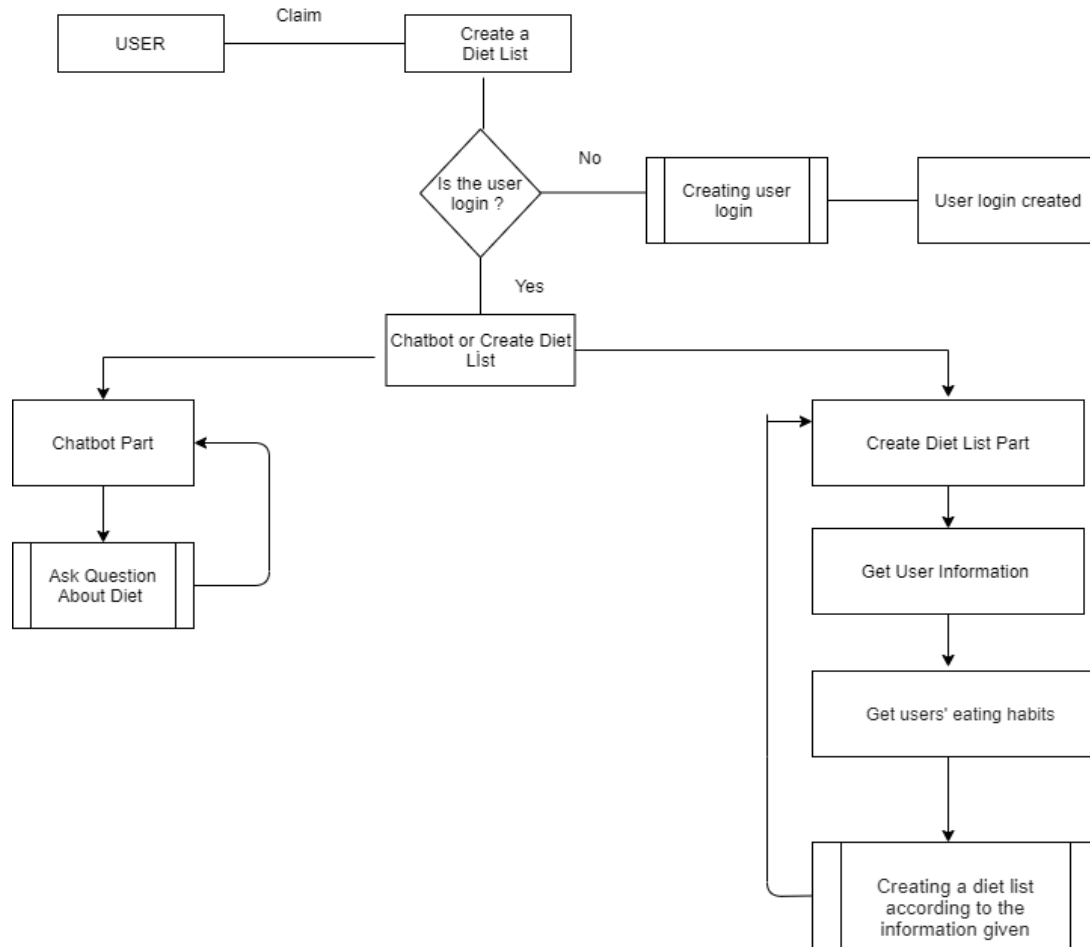 Claim
USER
Create a
Diet List
No
Is the user
login ?
Creating user
login
User login created
Yes
Chatbot or Create Diet
Lİst
Chatbot Part
Create Diet List Part
Ask Question
About Diet
Get User Information
Get users' eating habits
Creating a diet list
according to the
information given